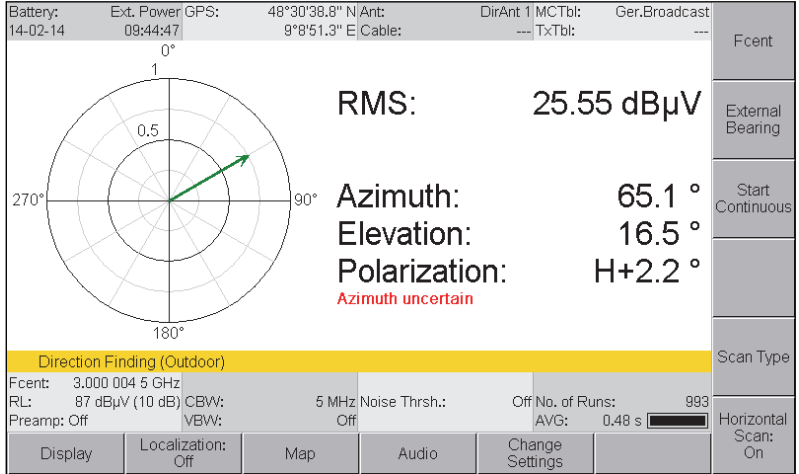 Battery: Ext. Power GPS: 48°30'38.8" N Ant: DirAnt 1 MCTbl: Ger.Broadcast
14-02-14 09:44:47 9°8'51.3" E Cable: --- TxTbl: ---
Fcent
0°
1
RMS: 25.55 dBµV
External
Bearing
0.5
270° 90° Azimuth: 65.1 °
Start
Continuous
Elevation: 16.5 °
Polarization: H+2.2 °
Azimuth uncertain
180°
Direction Finding (Outdoor)
Scan Type
Fcent: 3.000 004 5 GHz
RL: 87 dBµV (10 dB) CBW: 5 MHz Noise Thrsh.: Off No. of Runs: 993
Preamp: Off VBW: Off AVG: 0.48 s
Horizontal
Scan:
On
Display
Localization:
Off
Map
Audio
Change
Settings